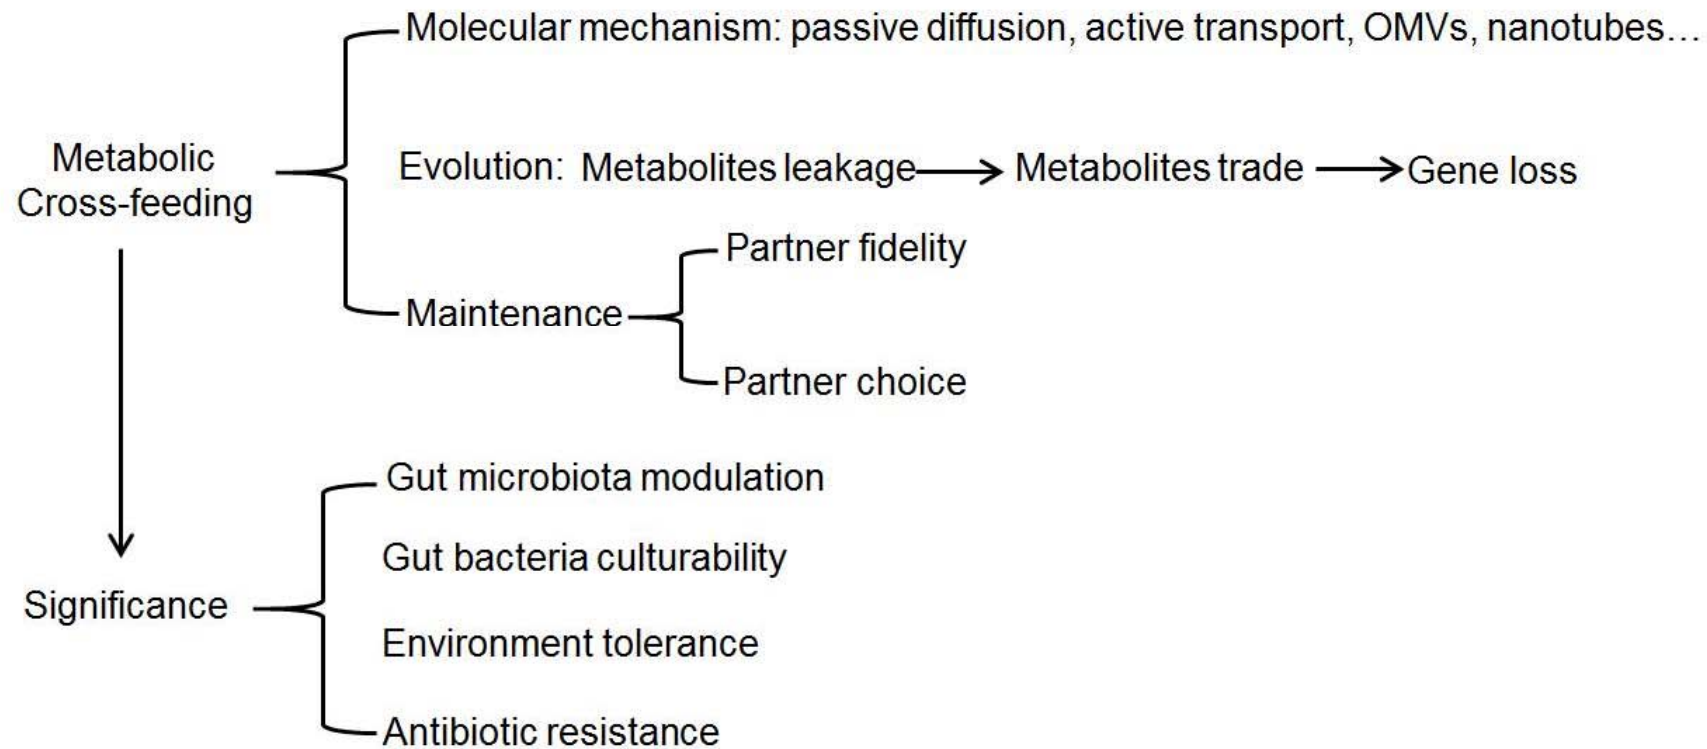 Molecular mechanism: passive diffusion, active transport, OMVs, nanotubes…
Metabolic
Cross-feeding
Evolution: Metabolites leakage Metabolites trade Gene loss
Partner fidelity
Maintenance
Partner choice
Gut microbiota modulation
Gut bacteria culturability
Significance
Environment tolerance
Antibiotic resistance